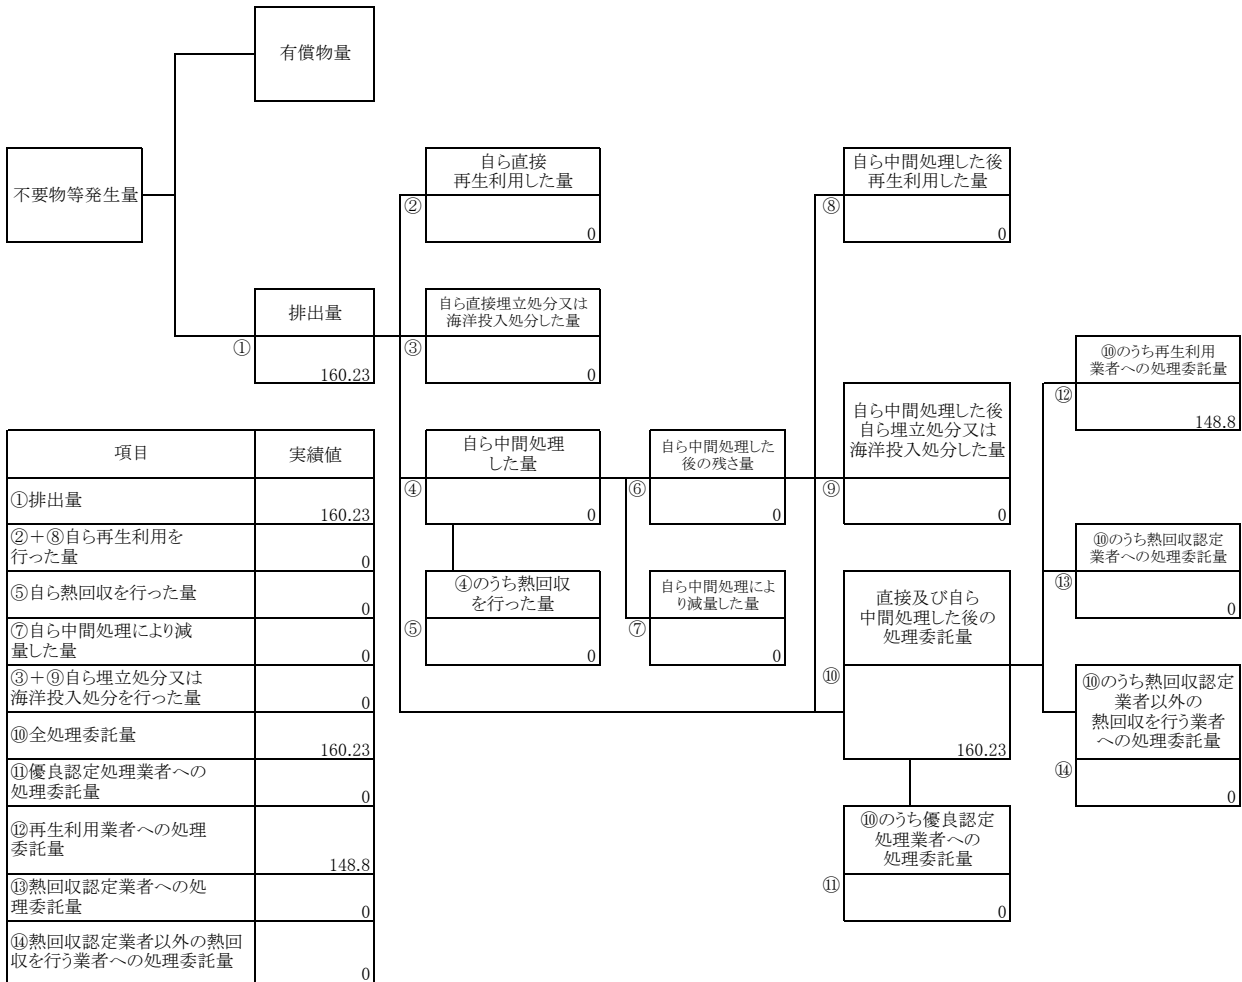 有償物量
不要物等発生量
排出量
①
160.23
自ら直接
再生利用した量
②
0
自ら直接埋立処分又は
海洋投入処分した量
③
0
自ら中間処理
した量
④
0
④のうち熱回収
を行った量
⑤
0
自ら中間処理した
後の残さ量
⑥
0
自ら中間処理によ
り減量した量
⑦
0
自ら中間処理した後
再生利用した量
⑧
0
自ら中間処理した後
自ら埋立処分又は
海洋投入処分した量
⑨
0
直接及び自ら
中間処理した後の
処理委託量
⑩
160.23
⑩のうち優良認定
処理業者への
処理委託量
⑪
0
⑩のうち再生利用
業者への処理委託量
⑫
148.8
⑩のうち熱回収認定
業者への処理委託量
⑬
0
⑩のうち熱回収認定
業者以外の
熱回収を行う業者
への処理委託量
⑭
0
項目 実績値
①排出量
160.23
②+⑧自ら再生利用を
行った量
0
⑤自ら熱回収を行った量
0
⑦自ら中間処理により減
量した量
0
③+⑨自ら埋立処分又は
海洋投入処分を行った量
0
⑩全処理委託量
160.23
⑪優良認定処理業者への
処理委託量
0
⑫再生利用業者への処理
委託量
148.8
⑬熱回収認定業者への処
理委託量
0
⑭熱回収認定業者以外の熱回
収を行う業者への処理委託量
0